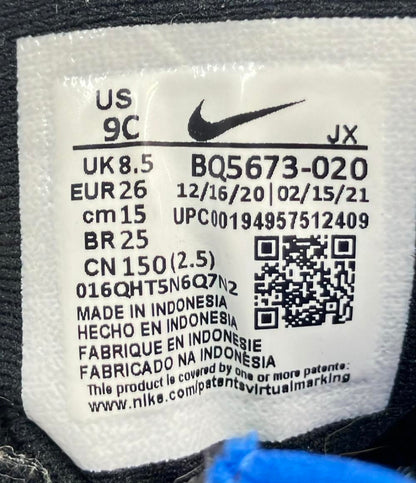 US
9C
JX
UK 8.5
BQ5673-020
EUR 26
12/16/20|02/15/21
cm 15
UPC00194957512409
BR 25
CN 150 (2.5)
016QHT5N6Q7N2
MADE IN INDONESIA
HECHO EN INDONESIA
FABRIQUE EN INDONESIE
FABRICADO NA INDONÉSIA
This product is covered by one or more patents:
www.nike.com/patentsvirtualmarking